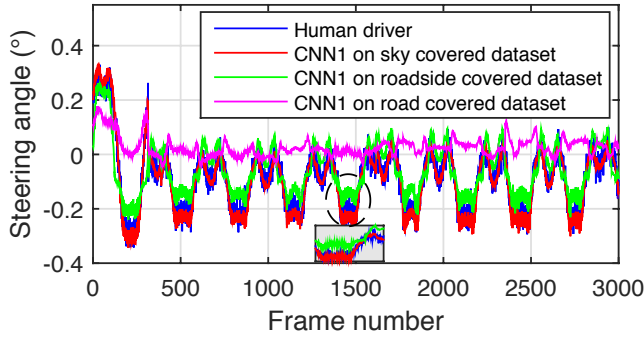 Steering angle (°)
0.4
0.2
0
-0.2
-0.4
Human driver
CNN1 on sky covered dataset
CNN1 on roadside covered dataset
CNN1 on road covered dataset
0 500 1000 1500 2000 2500 3000
Frame number